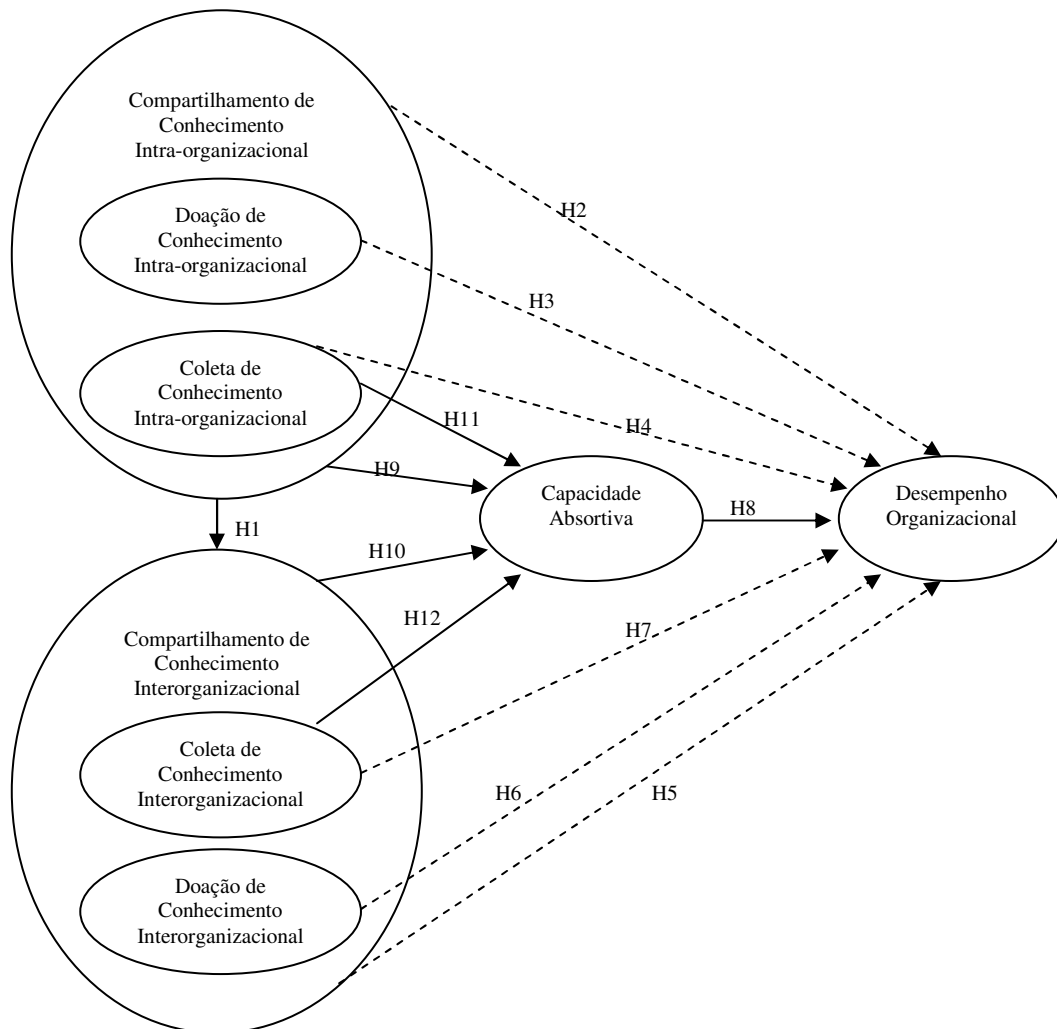 Compartilhamento de
Conhecimento
Intra-organizacional
Doação de
Conhecimento
Intra-organizacional
Coleta de
Conhecimento
Intra-organizacional
H2
H3
H4
H11
H9
H1
Capacidade
Absortiva
H8
Desempenho
Organizacional
H10
H12
H7
Compartilhamento de
Conhecimento
Interorganizacional
Coleta de
Conhecimento
Interorganizacional
H6
H5
Doação de
Conhecimento
Interorganizacional